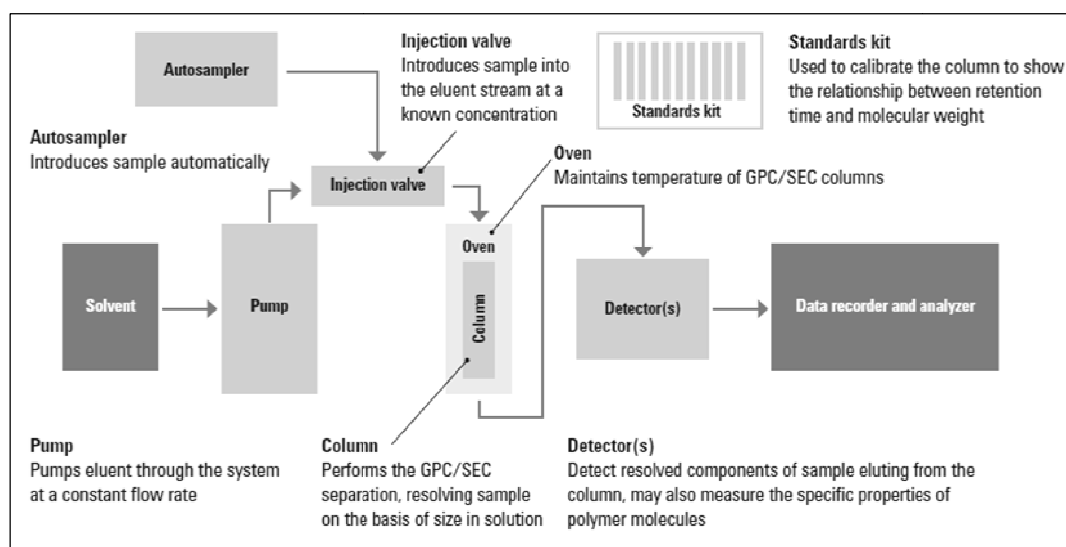 Autosampler
Injection valve
Introduces sample into
the eluent stream at a
known concentration
Standards kit
Standards kit
Used to calibrate the column to show
the relationship between retention
time and molecular weight
Autosampler
Introduces sample automatically
Injection valve
Oven
Maintains temperature of GPC/SEC columns
Solvent
Pump
Oven
Column
Detector(s)
Data recorder and analyzer
Pump
Pumps eluent through the system
at a constant flow rate
Column
Performs the GPC/SEC
separation, resolving sample
on the basis of size in solution
Detector(s)
Detect resolved components of sample eluting from the
column, may also measure the specific properties of
polymer molecules